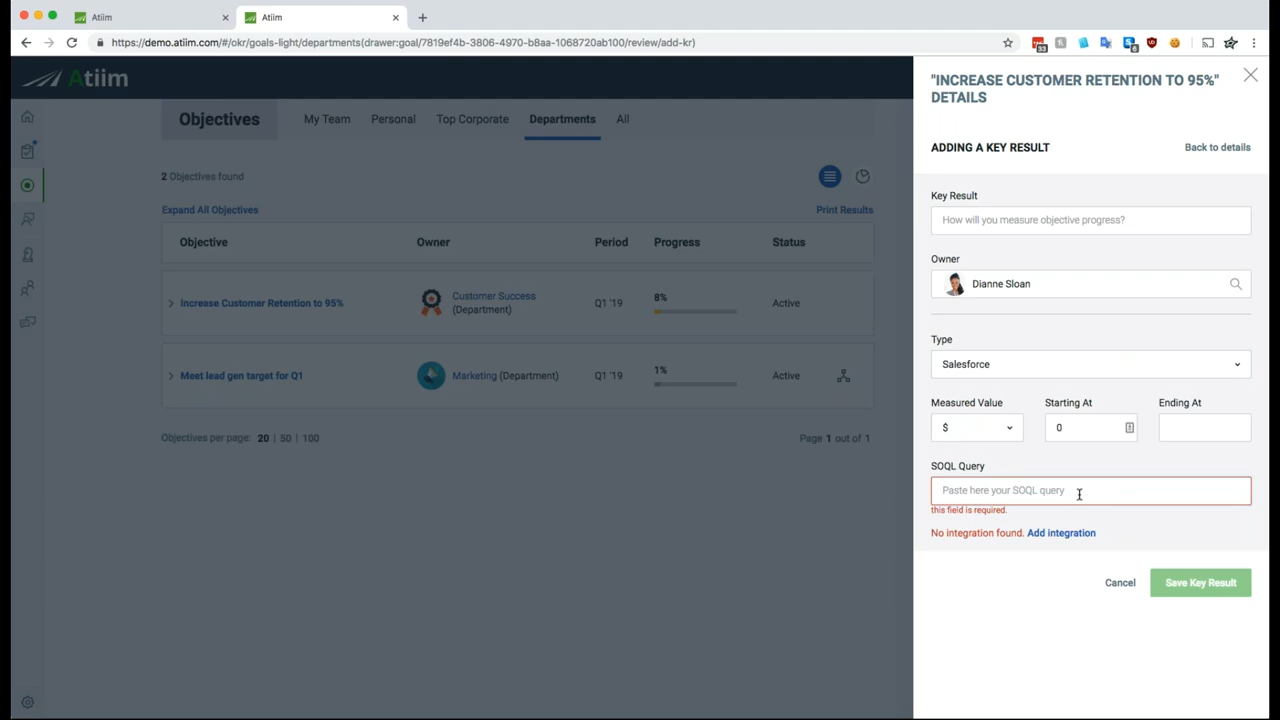 Atiim
Atiim
https://demo.atiim.com/#/okr/goals-light/departments(drawer:goal/7819ef4b-3806-4970-b8aa-1068720ab100/review/add-kr)
Atiim
Objectives
My Team
Personal
Top Corporate
Departments
All
2 Objectives found
Expand All Objectives
Print Results
Objective Owner Period Progress Status
Increase Customer Retention to 95%
Customer Success
(Department)
Q1 '19
8%
Active
Meet lead gen target for Q1
Marketing (Department)
Q1 '19
1%
Active
Objectives per page: 20 | 50 | 100
Page 1 out of 1
"INCREASE CUSTOMER RETENTION TO 95%"
DETAILS
ADDING A KEY RESULT
Back to details
Key Result
How will you measure objective progress?
Owner
Dianne Sloan
Type
Salesforce
Measured Value Starting At Ending At
$ 0
SOQL Query
Paste here your SOQL query
this field is required.
No integration found. Add integration
Cancel
Save Key Result